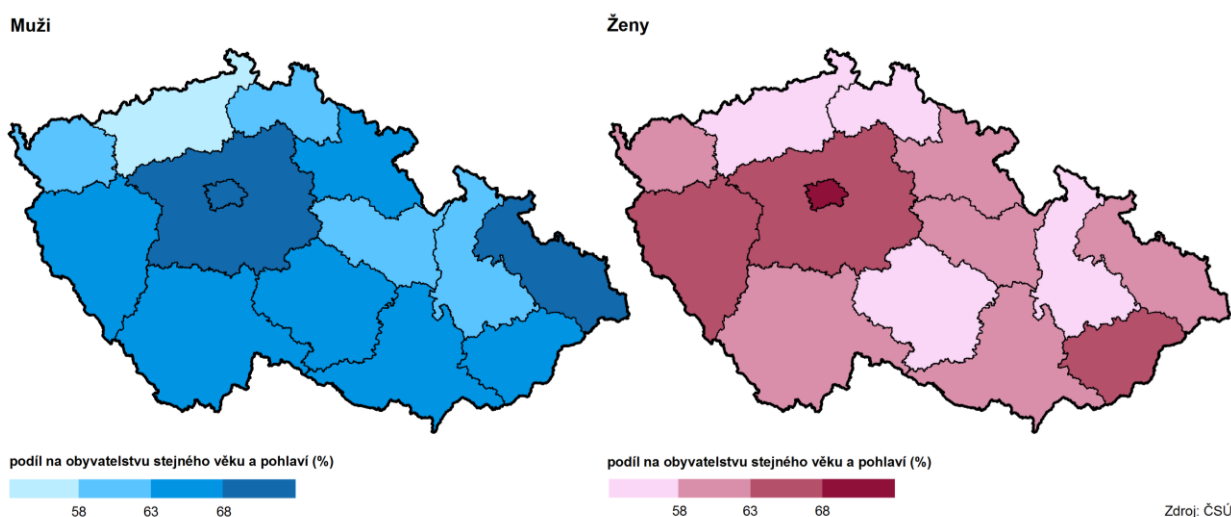 Muži
Ženy
podíl na obyvatelstvu stejného věku a pohlaví (%)
58 63 68
podíl na obyvatelstvu stejného věku a pohlaví (%)
58 63 68
Zdroj: ČSÚ